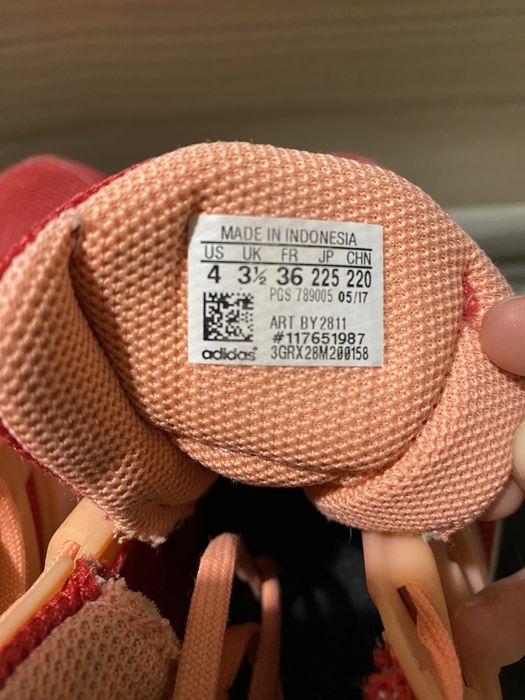 MADE IN INDONESIA
US UK FR JP CHN
4 3½ 36 225 220
PGS 789005 05/17
ART BY2811
#117651987
adidas 3GRX28M200158